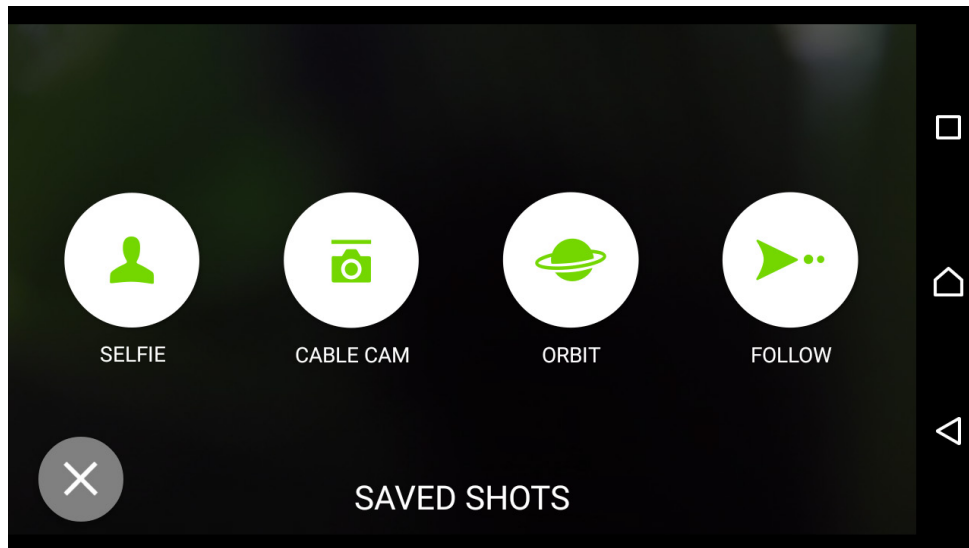 SELFIE
CABLE CAM
ORBIT
FOLLOW
SAVED SHOTS